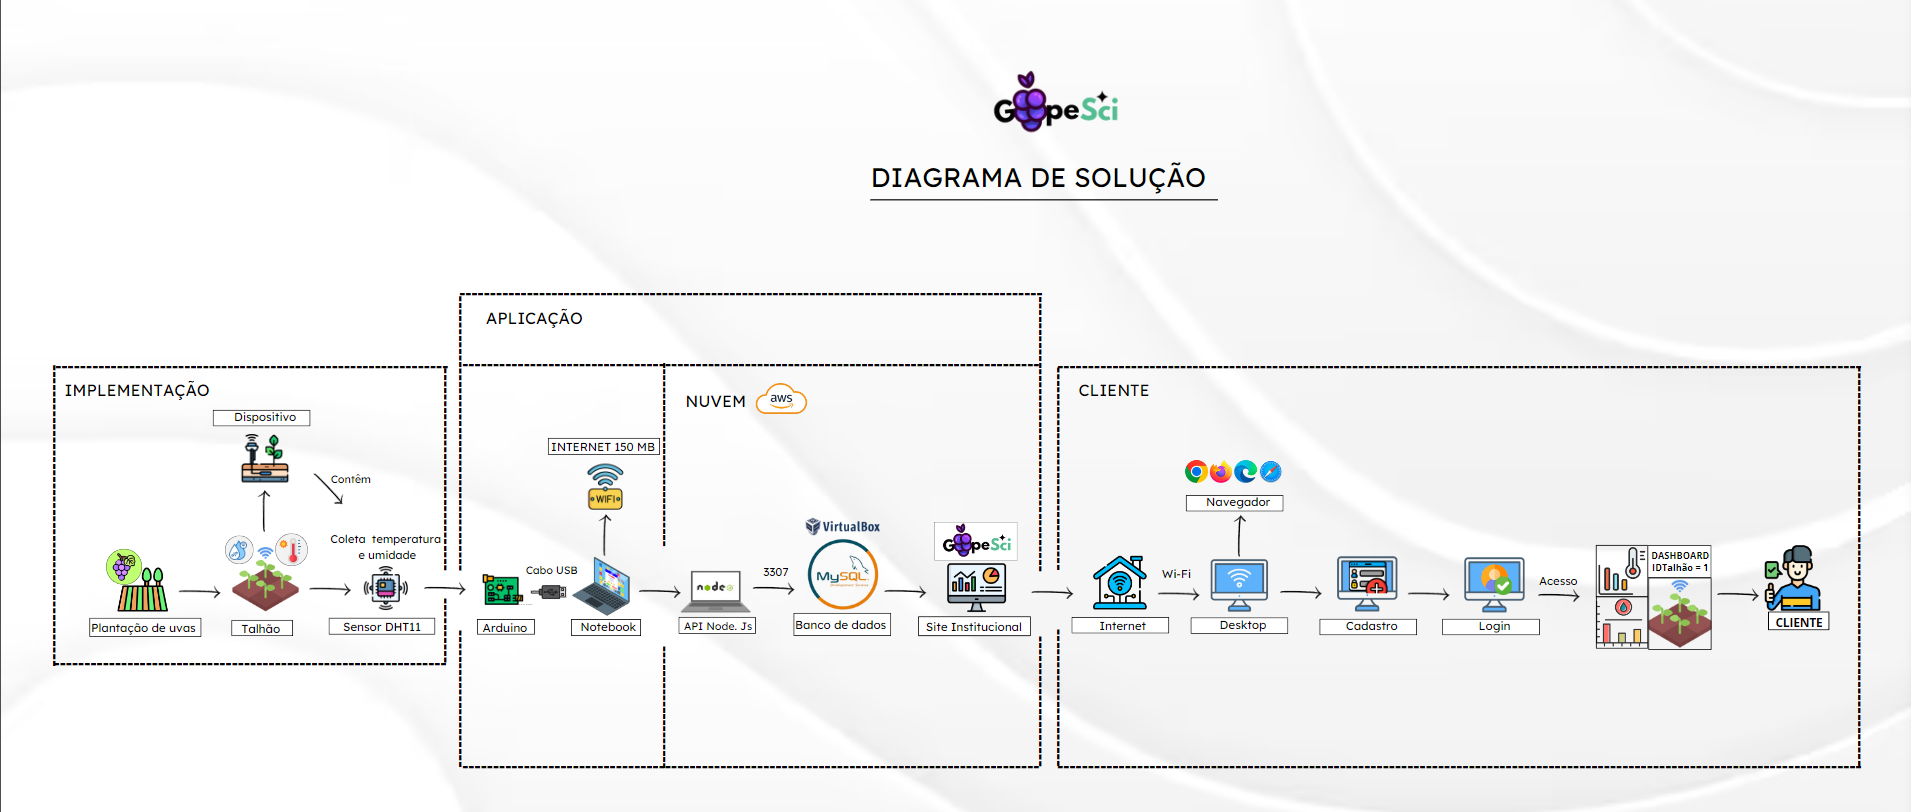 GrapeSci
DIAGRAMA DE SOLUÇÃO
APLICAÇÃO
IMPLEMENTAÇÃO
Dispositivo
Contêm
Coleta temperatura
e umidade
Plantação de uvas
Talhão
Sensor DHT11
INTERNET 150 MB
WIFI
Cabo USB
Arduino
Notebook
NUVEM
aws
node
API Node. Js
3307
VirtualBox
MySQL
Banco de dados
GrapeSci
Site Institucional
CLIENTE
Navegador
Internet
Wi-Fi
Desktop
Cadastro
Login
Acesso
DASHBOARD
IDTalhão = 1
CLIENTE